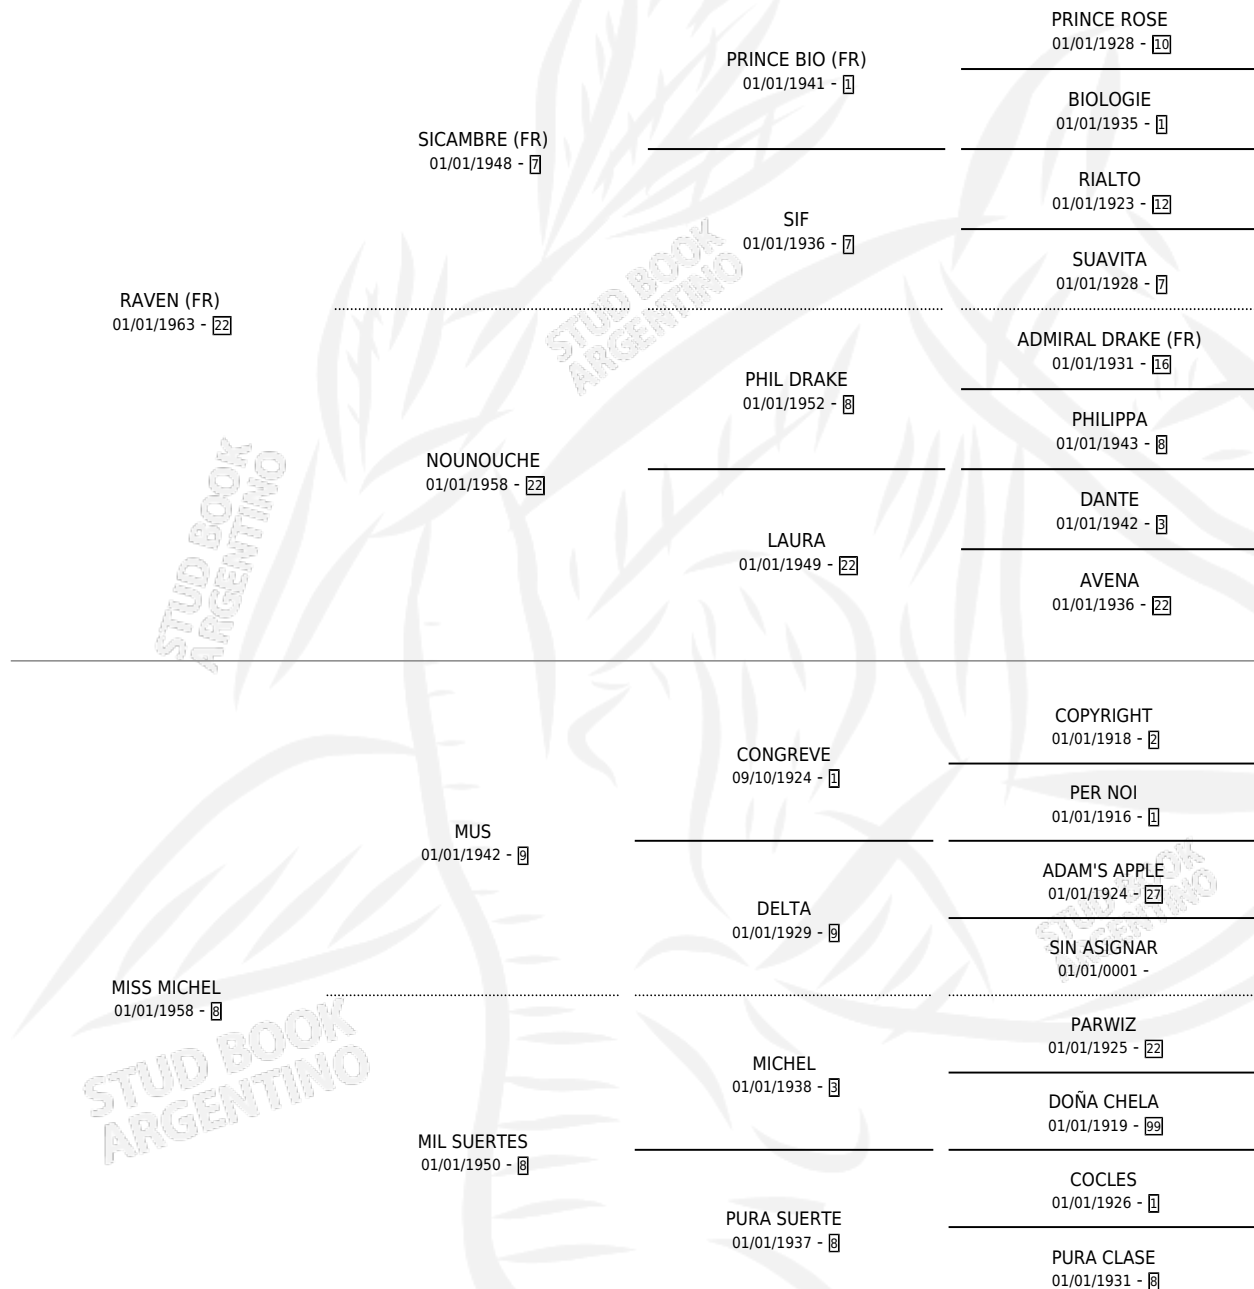 PRINCE ROSE
01/01/1928 - 10
PRINCE BIO (FR)
01/01/1941 - 1
BIOLOGIE
01/01/1935 - 1
SICAMBRE (FR)
01/01/1948 - 7
RIALTO
01/01/1923 - 12
SIF
01/01/1936 - 7
SUAVITA
01/01/1928 - 7
RAVEN (FR)
01/01/1963 - 22
ADMIRAL DRAKE (FR)
01/01/1931 - 16
PHIL DRAKE
01/01/1952 - 8
PHILIPPA
01/01/1943 - 8
NOUNOUCHE
01/01/1958 - 22
DANTE
01/01/1942 - 3
LAURA
01/01/1949 - 22
AVENA
01/01/1936 - 22
COPYRIGHT
01/01/1918 - 2
CONGREVE
09/10/1924 - 1
PER NOI
01/01/1916 - 1
MUS
01/01/1942 - 9
ADAM'S APPLE
01/01/1924 - 27
DELTA
01/01/1929 - 9
SIN ASIGNAR
01/01/0001 -
MISS MICHEL
01/01/1958 - 8
PARWIZ
01/01/1925 - 22
MICHEL
01/01/1938 - 3
DOÑA CHELA
01/01/1919 - 99
MIL SUERTES
01/01/1950 - 8
COCLES
01/01/1926 - 1
PURA SUERTE
01/01/1937 - 8
PURA CLASE
01/01/1931 - 8
STUD BOOK
ARGENTINO
STUD BOOK
ARGENTINO
STUD BOOK
ARGENTINO
STUD BOOK
ARGENTINO